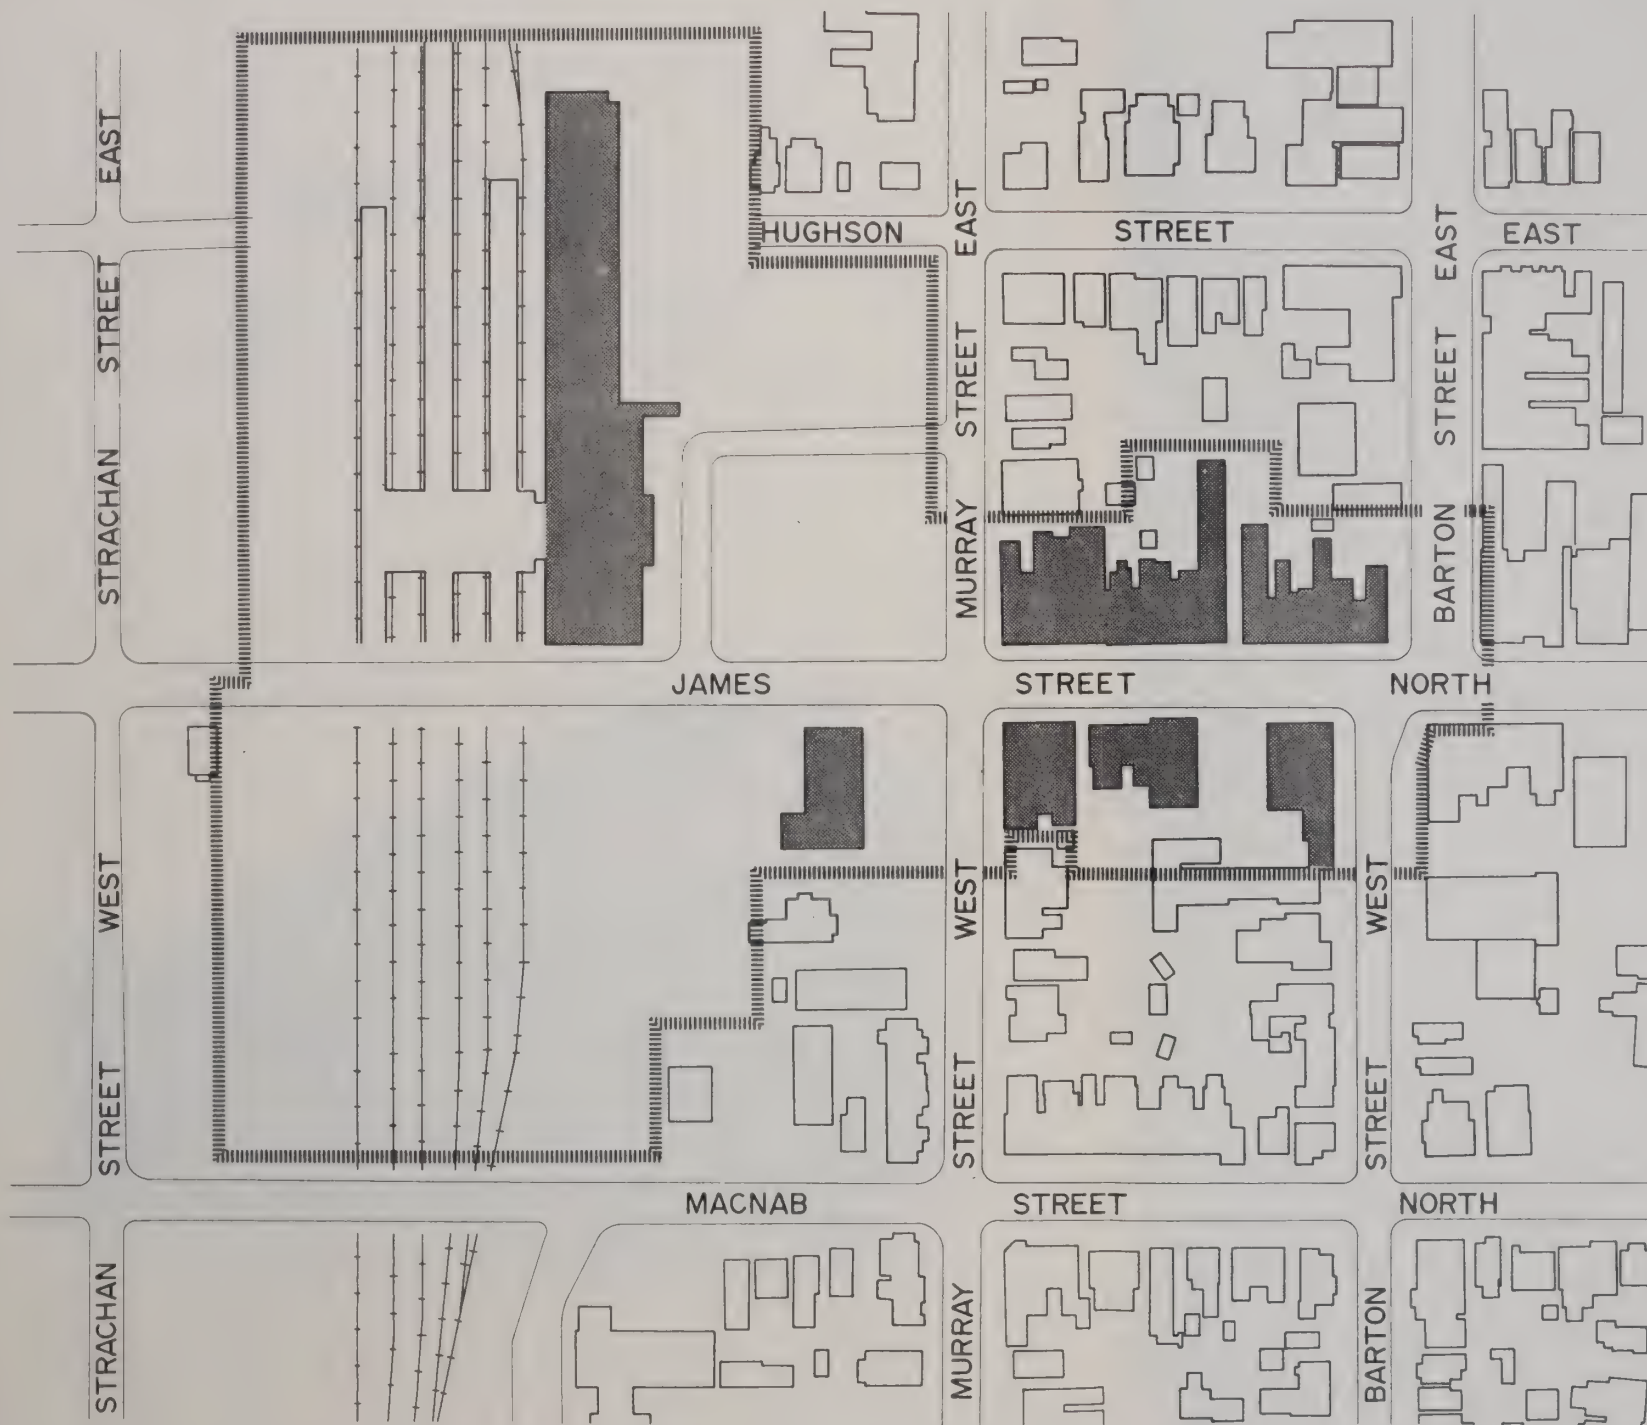 HUGHSON STREET EAST
JAMES STREET NORTH
MACNAB STREET NORTH
STRACHAN STREET EAST
STRACHAN STREET WEST
MURRAY STREET EAST
MURRAY STREET WEST
BARTON STREET EAST
BARTON STREET WEST